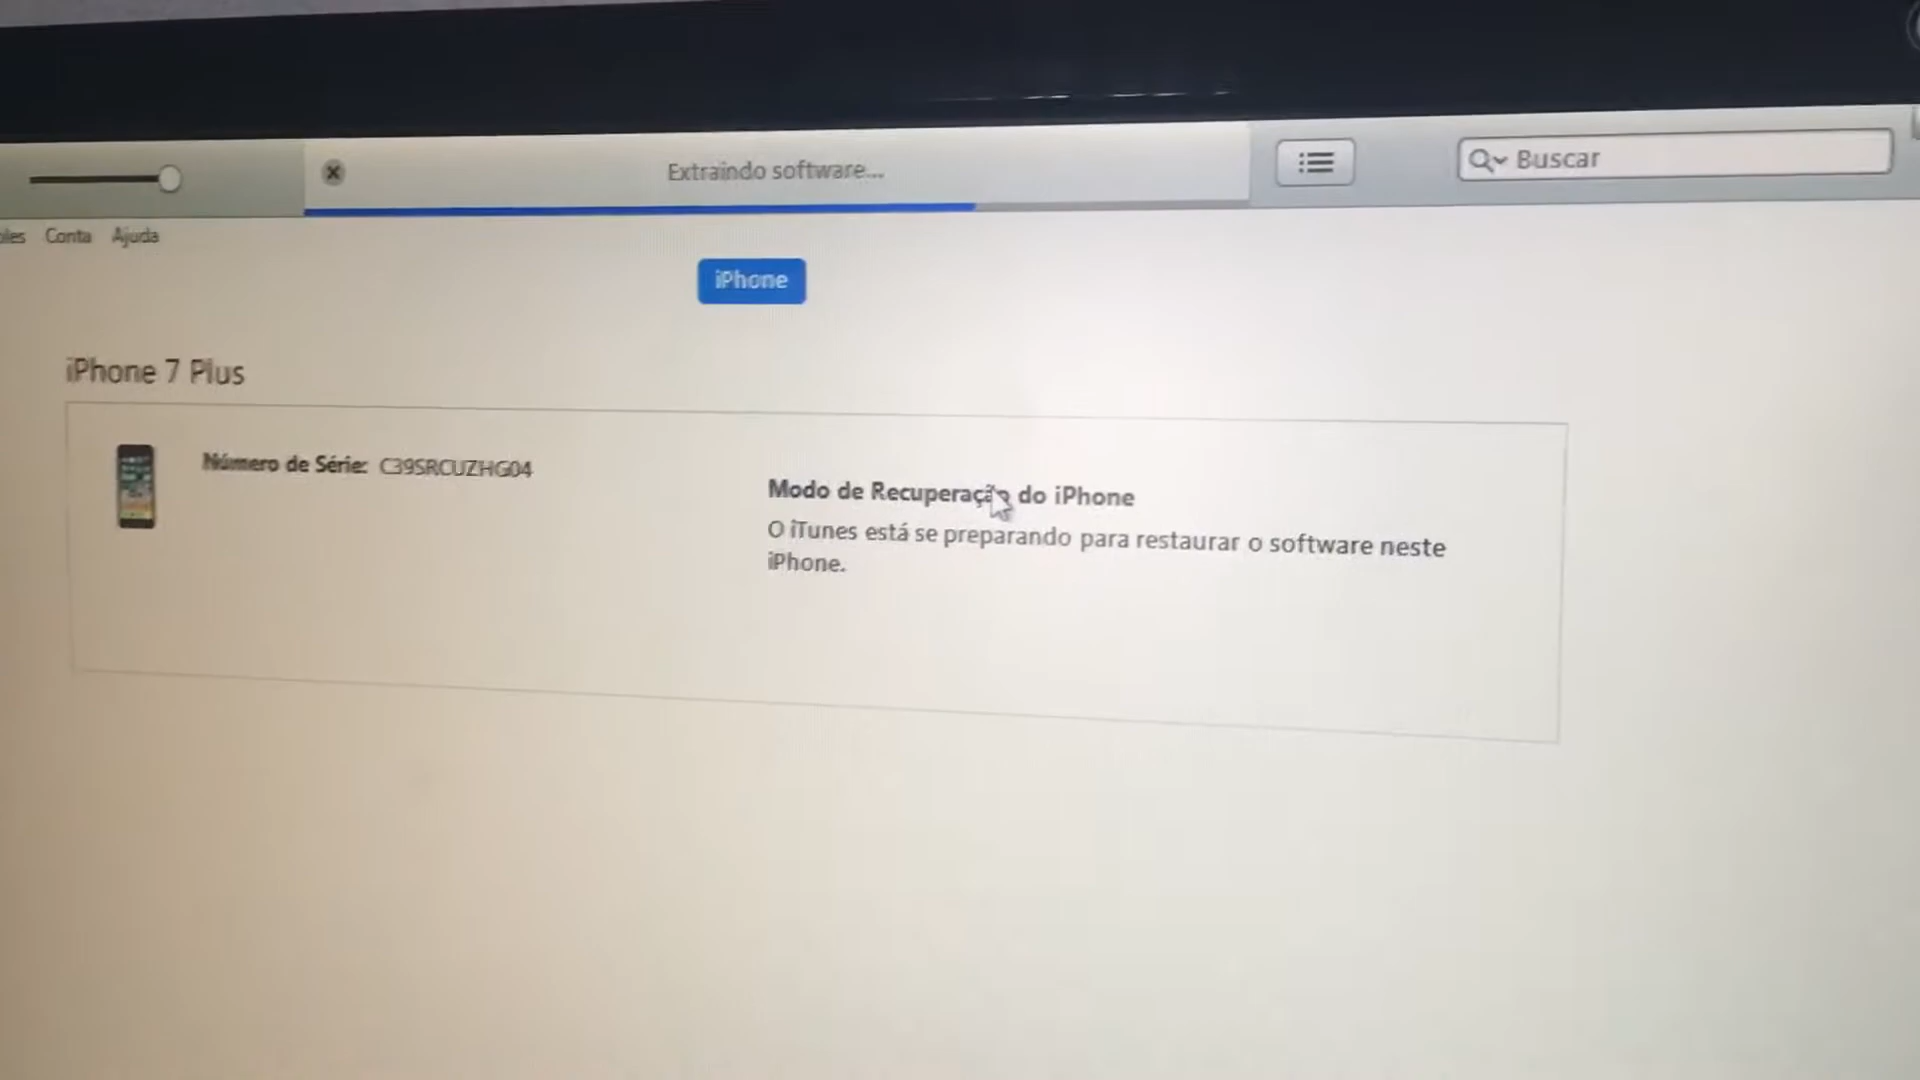 Extraindo software...
Buscar
Conta Ajuda
iPhone
iPhone 7 Plus
Número de Série: C39SRCUZHG04
Modo de Recuperação do iPhone
O iTunes está se preparando para restaurar o software neste
iPhone.